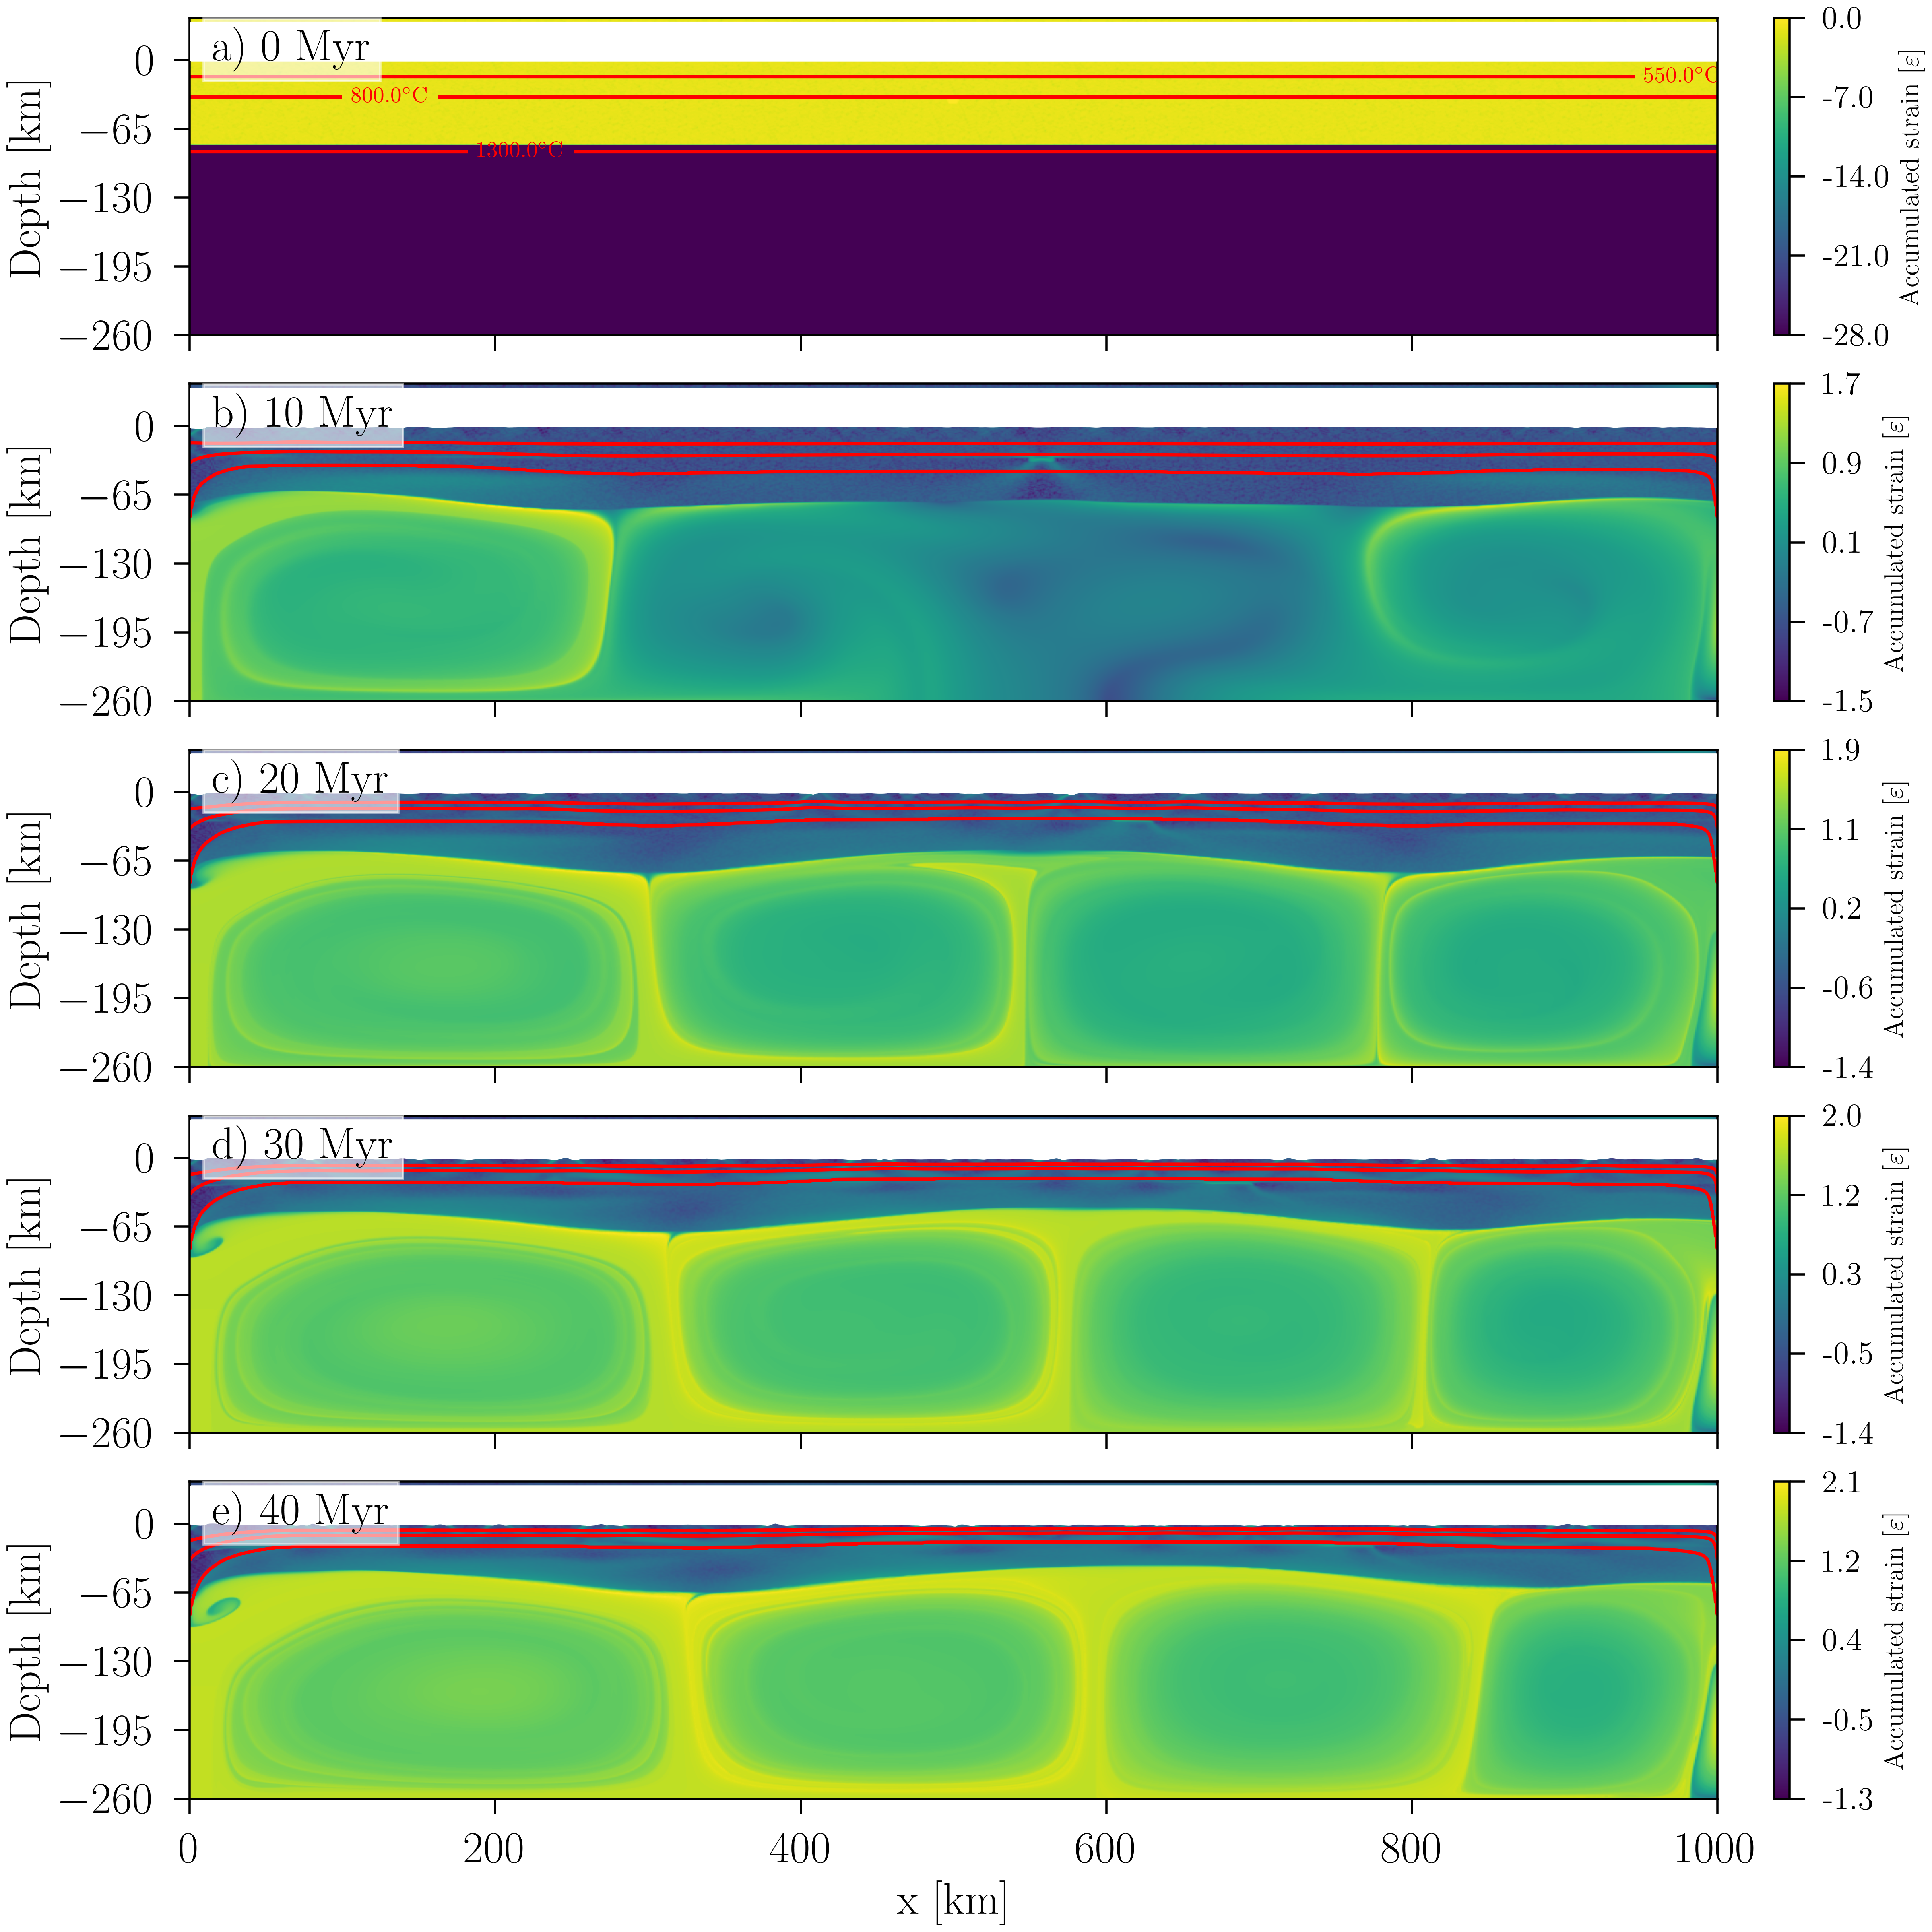 a) 0 Myr
0
−65
−130
−195
−260
Depth [km]
550.0°C
800.0°C
1300.0°C
0.0
-7.0
-14.0
-21.0
-28.0
Accumulated strain [ε]
b) 10 Myr
0
−65
−130
−195
−260
Depth [km]
1.7
0.9
0.1
-0.7
-1.5
Accumulated strain [ε]
c) 20 Myr
0
−65
−130
−195
−260
Depth [km]
1.9
1.1
0.2
-0.6
-1.4
Accumulated strain [ε]
d) 30 Myr
0
−65
−130
−195
−260
Depth [km]
2.0
1.2
0.3
-0.5
-1.4
Accumulated strain [ε]
e) 40 Myr
0
−65
−130
−195
−260
Depth [km]
2.1
1.2
0.4
-0.5
-1.3
Accumulated strain [ε]
0 200 400 600 800 1000
x [km]